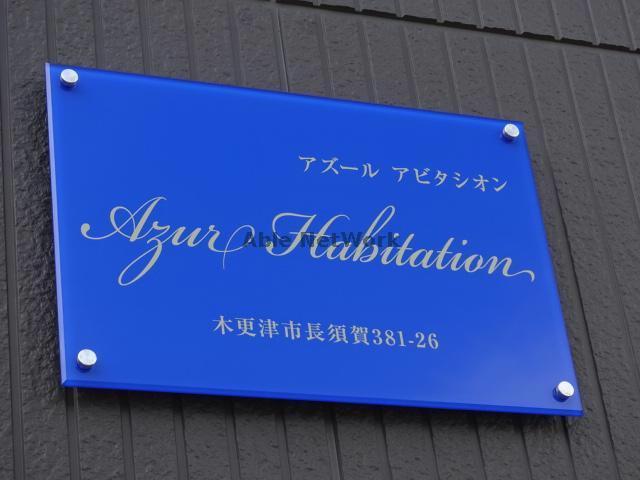 アズール アビタシオン
Azur Habitation
Able Network
木更津市長須賀381-26